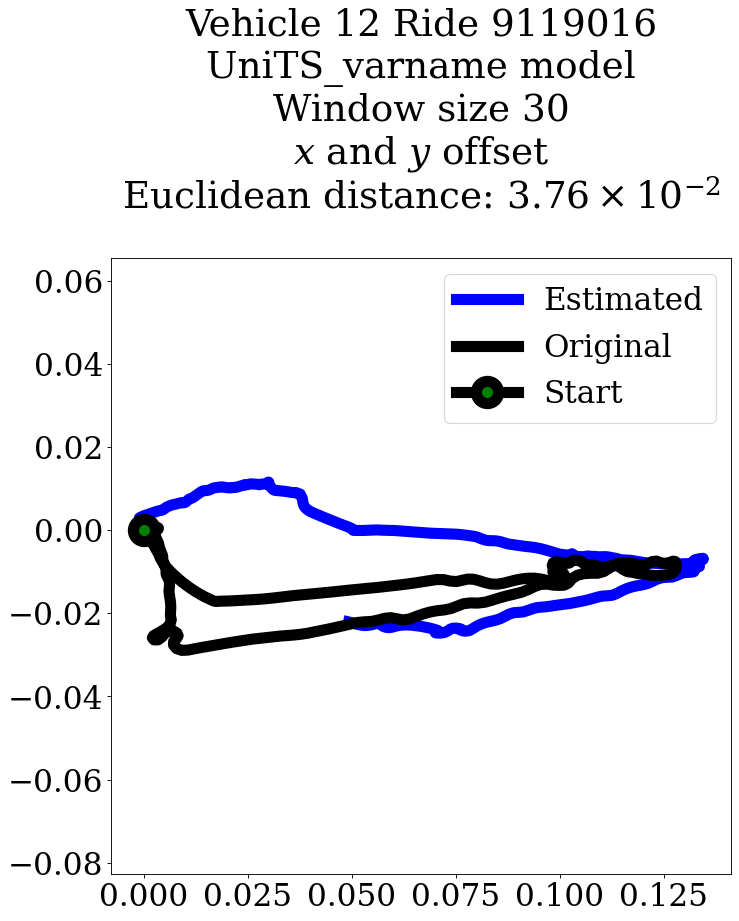 Vehicle 12 Ride 9119016
UniTS_varname model
Window size 30
x and y offset
Euclidean distance: 3.76 × 10⁻²
Estimated
Original
Start
0.06
0.04
0.02
0.00
−0.02
−0.04
−0.06
−0.08
0.000 0.025 0.050 0.075 0.100 0.125